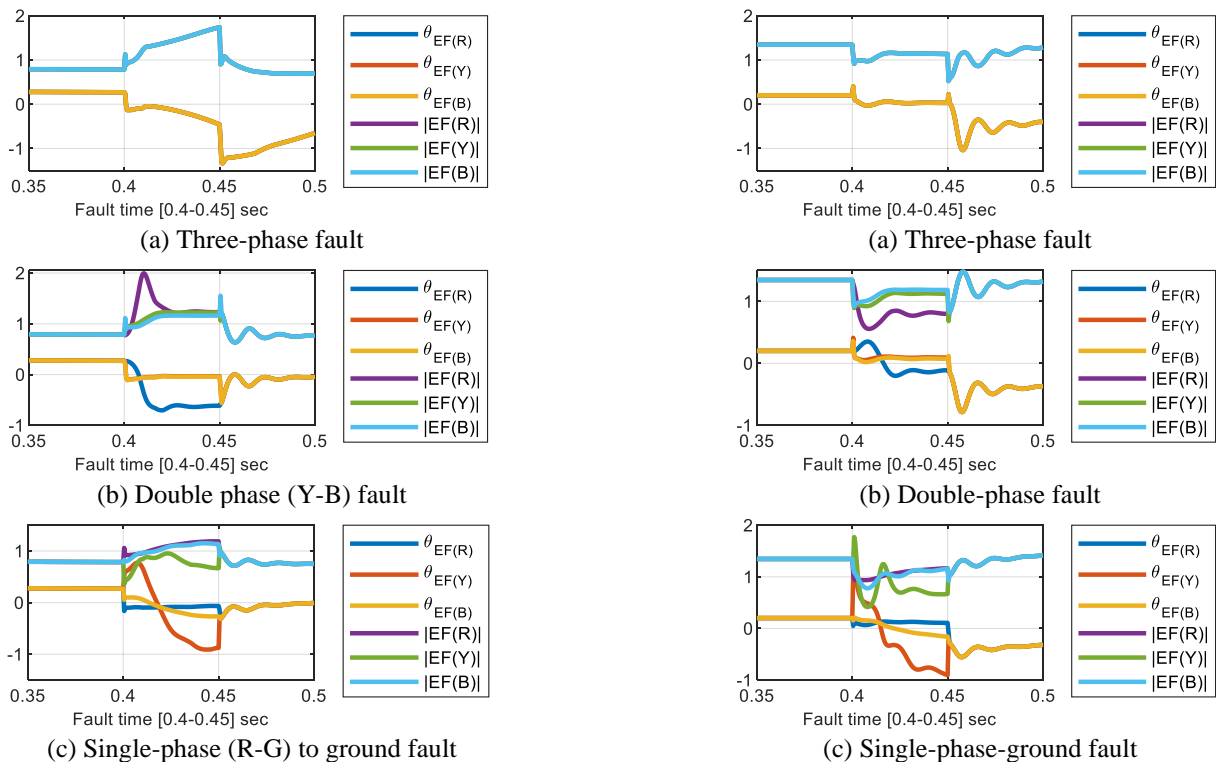 2
1
0
-1
0.35
0.4
0.45
0.5
Fault time [0.4-0.45] sec
θEF(R)
θEF(Y)
θEF(B)
|EF(R)|
|EF(Y)|
|EF(B)|
(a) Three-phase fault
2
1
0
-1
0.35
0.4
0.45
0.5
Fault time [0.4-0.45] sec
θEF(R)
θEF(Y)
θEF(B)
|EF(R)|
|EF(Y)|
|EF(B)|
(a) Three-phase fault
2
1
0
-1
0.35
0.4
0.45
0.5
Fault time [0.4-0.45] sec
θEF(R)
θEF(Y)
θEF(B)
|EF(R)|
|EF(Y)|
|EF(B)|
(b) Double phase (Y-B) fault
1
0
-1
0.35
0.4
0.45
0.5
Fault time [0.4-0.45] sec
θEF(R)
θEF(Y)
θEF(B)
|EF(R)|
|EF(Y)|
|EF(B)|
(b) Double-phase fault
1
0
-1
0.35
0.4
0.45
0.5
Fault time [0.4-0.45] sec
θEF(R)
θEF(Y)
θEF(B)
|EF(R)|
|EF(Y)|
|EF(B)|
(c) Single-phase (R-G) to ground fault
2
1
0
-1
0.35
0.4
0.45
0.5
Fault time [0.4-0.45] sec
θEF(R)
θEF(Y)
θEF(B)
|EF(R)|
|EF(Y)|
|EF(B)|
(c) Single-phase-ground fault